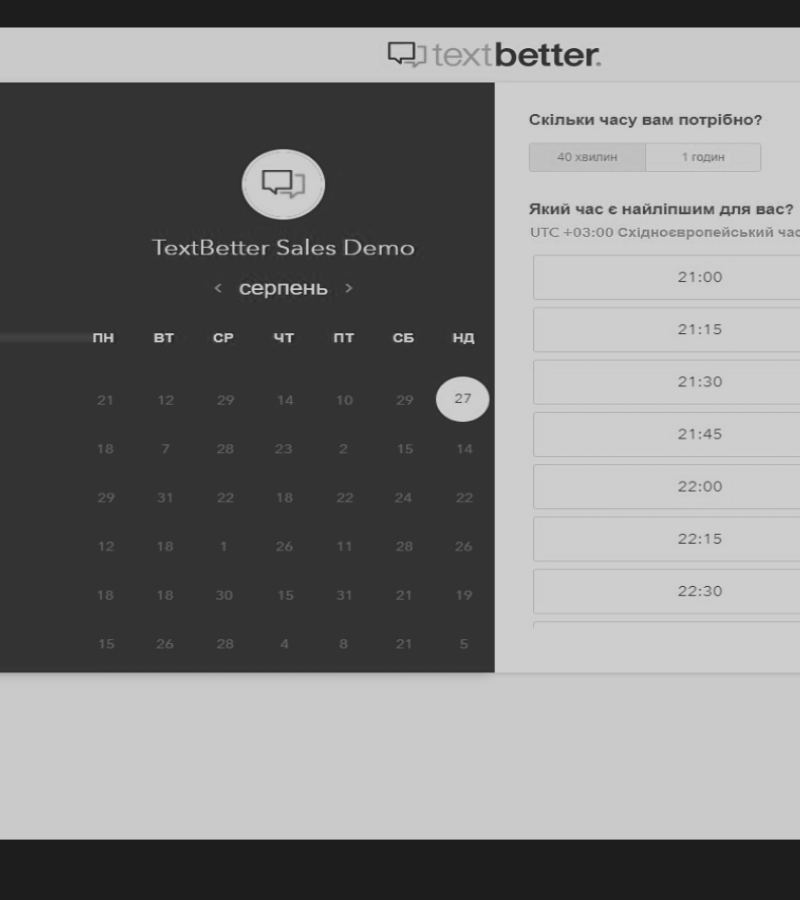 textbetter.
TextBetter Sales Demo
< серпень >
ПН ВТ СР ЧТ ПТ СБ НД
21 12 29 14 10 29 27
18 7 28 23 2 15 14
29 31 22 18 22 24 22
12 18 1 26 11 28 26
18 18 30 15 31 21 19
15 26 28 4 8 21 5
Скільки часу вам потрібно?
40 хвилин 1 годин
Який час є найліпшим для вас?
UTC +03:00 Східноєвропейський час
21:00
21:15
21:30
21:45
22:00
22:15
22:30